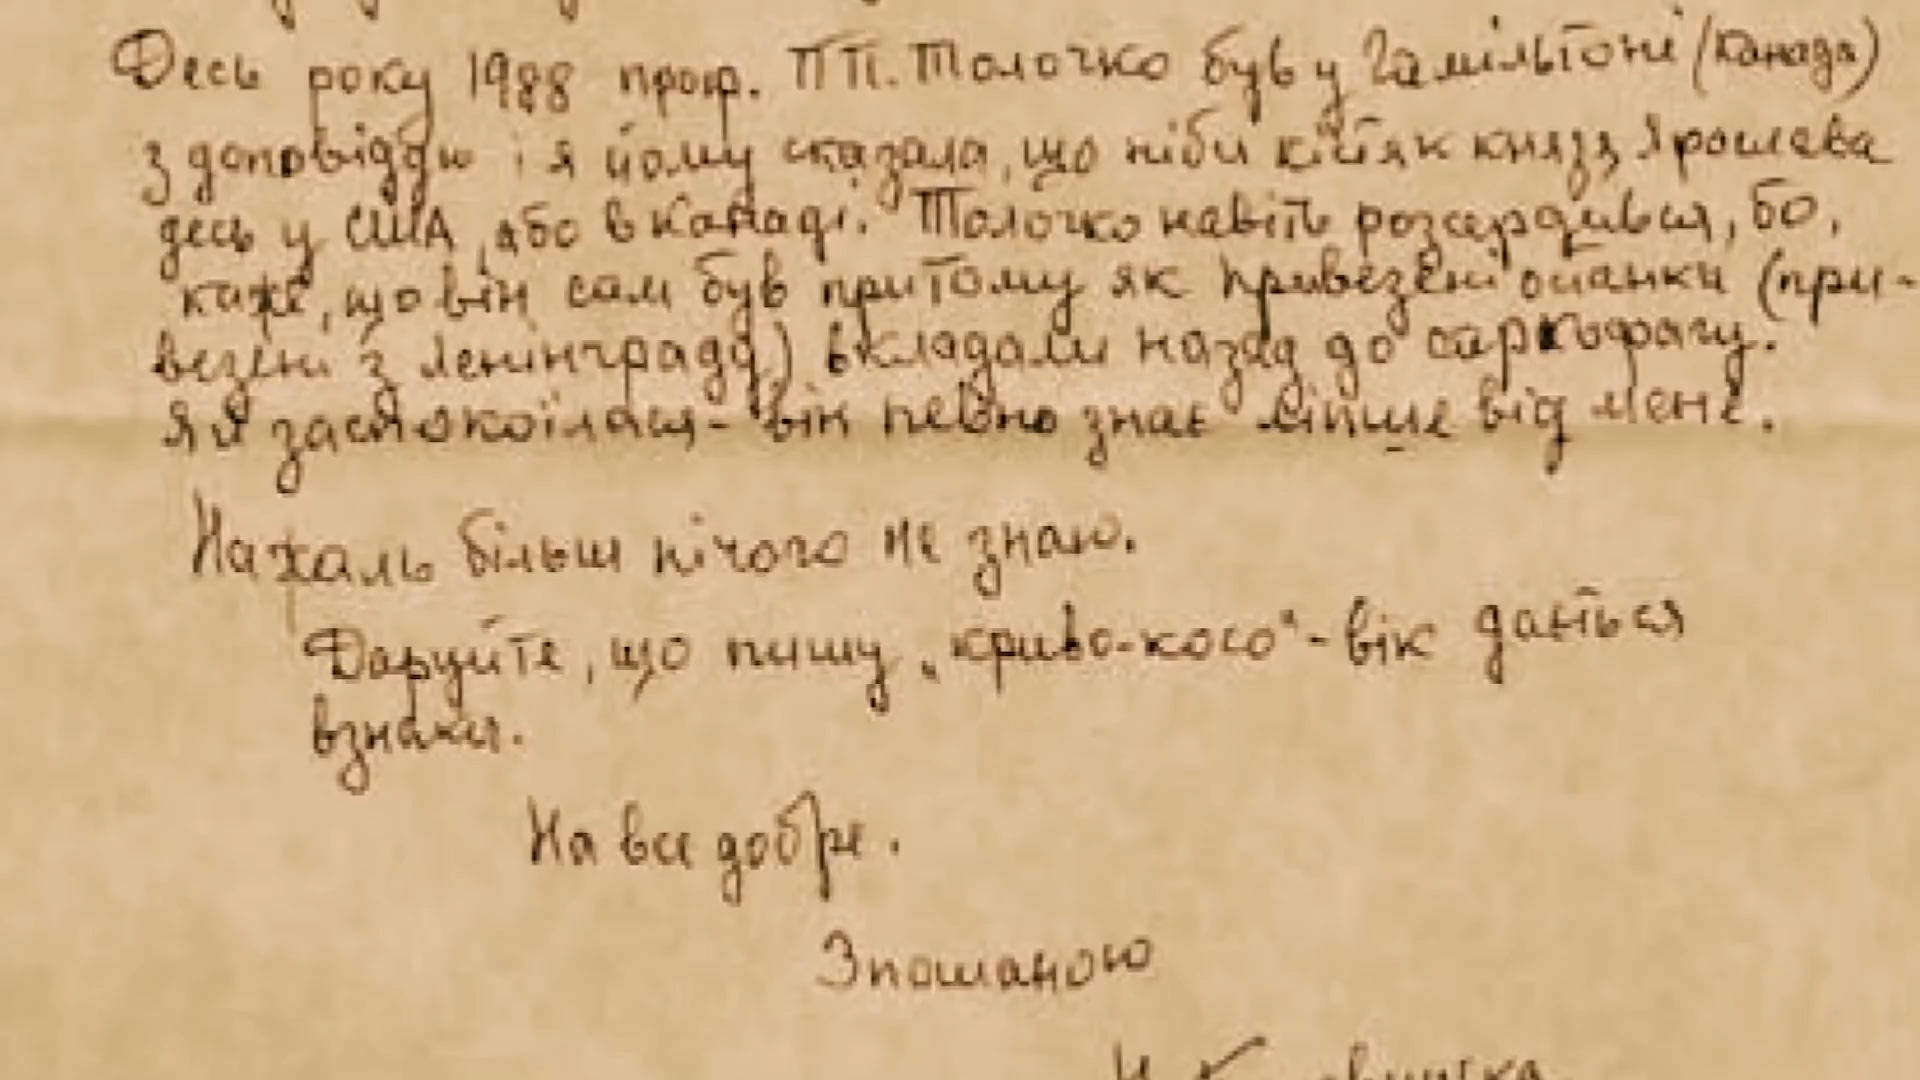 Десь року 1988 проф. П.П. Толочко був у Гамільтоні (Канада)
з доповіддю і я йому сказала, що ніби кістяк князя Ярослава
десь у США, або в Канаді. Толочко навіть розсердився, бо,
каже, що він сам був при тому як привезені останки (при-
везені з Ленінграду) вкладали назад до саркофагу.
Я й заспокоїлася - він певно знає ліпше від мене.
На жаль більш нічого не знаю.
Даруйте, що пишу „криво-косо" - вік дається
взнаки.
На все добре.
З пошаною